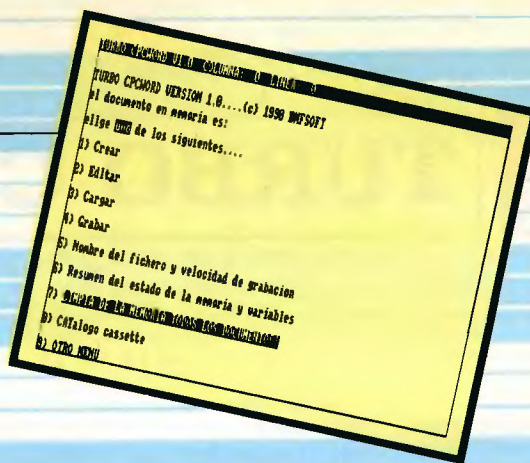 TURBO CPCWORD V1.0 COLUMNA: 0 LINEA: 0
TURBO CPCWORD VERSION 1.0....(c) 1990 BMFSOFT
el documento en memoria es:
elige uno de los siguientes....
1) Crear
2) Editar
3) Cargar
4) Grabar
5) Nombre del fichero y velocidad de grabacion
6) Resumen del estado de la memoria y variables
7) DE LA MEMORIA TODOS LOS DOCUMENTOS
8) CATalogo cassette
9) OTRO MENU